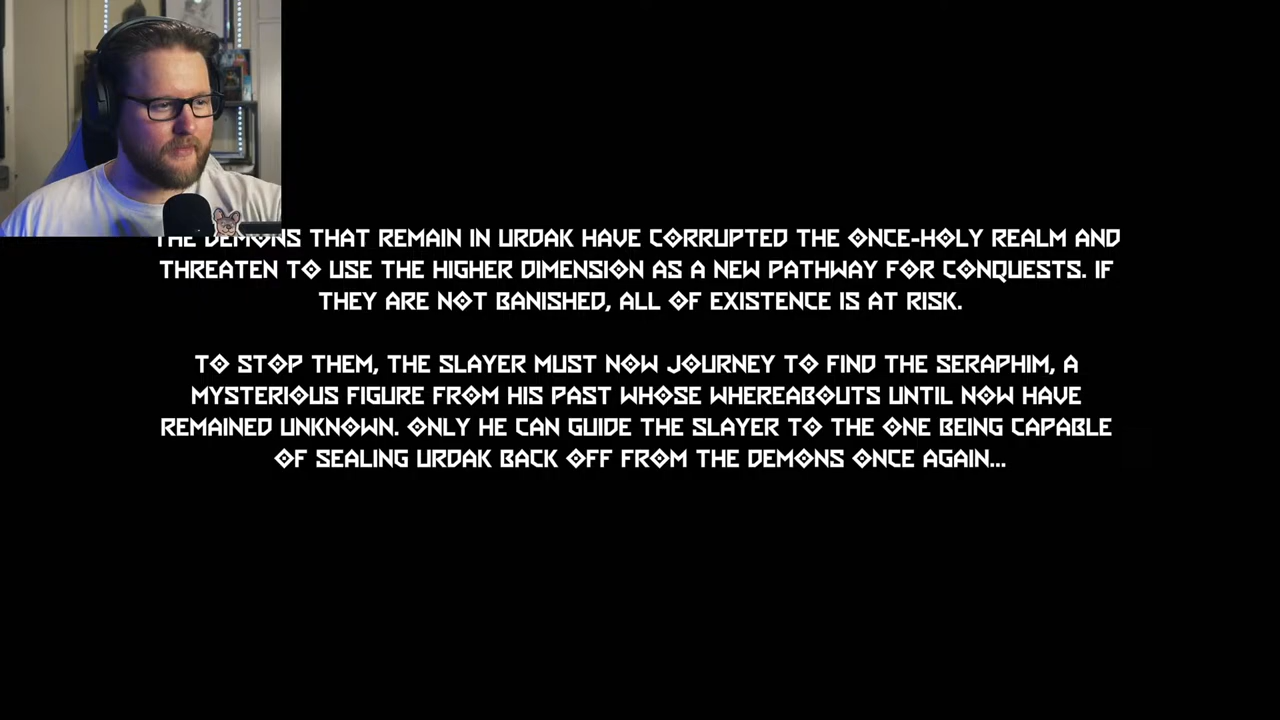 THE DEMONS THAT REMAIN IN URDAK HAVE CORRUPTED THE ONCE-HOLY REALM AND
THREATEN TO USE THE HIGHER DIMENSION AS A NEW PATHWAY FOR CONQUESTS. IF
THEY ARE NOT BANISHED, ALL OF EXISTENCE IS AT RISK.
TO STOP THEM, THE SLAYER MUST NOW JOURNEY TO FIND THE SERAPHIM, A
MYSTERIOUS FIGURE FROM HIS PAST WHOSE WHEREABOUTS UNTIL NOW HAVE
REMAINED UNKNOWN. ONLY HE CAN GUIDE THE SLAYER TO THE ONE BEING CAPABLE
OF SEALING URDAK BACK OFF FROM THE DEMONS ONCE AGAIN...